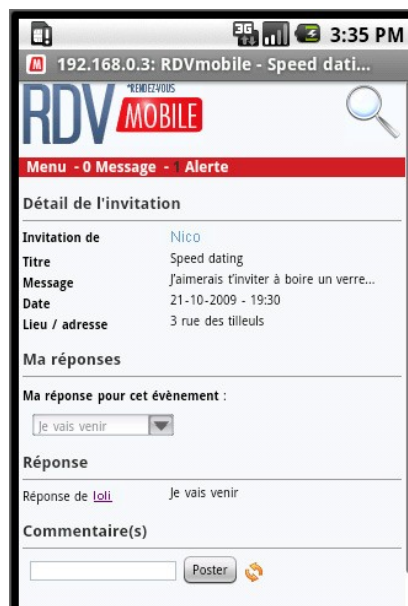 3G 3:35 PM
192.168.0.3: RDVmobile - Speed dati...
*RENDEZ-VOUS
RDV MOBILE
Menu - 0 Message - 1 Alerte
Détail de l'invitation
Invitation de Nico
Titre Speed dating
Message J'aimerais t'inviter à boire un verre...
Date 21-10-2009 - 19:30
Lieu / adresse 3 rue des tilleuls
Ma réponses
Ma réponse pour cet évènement :
Je vais venir
Réponse
Réponse de loli Je vais venir
Commentaire(s)
Poster